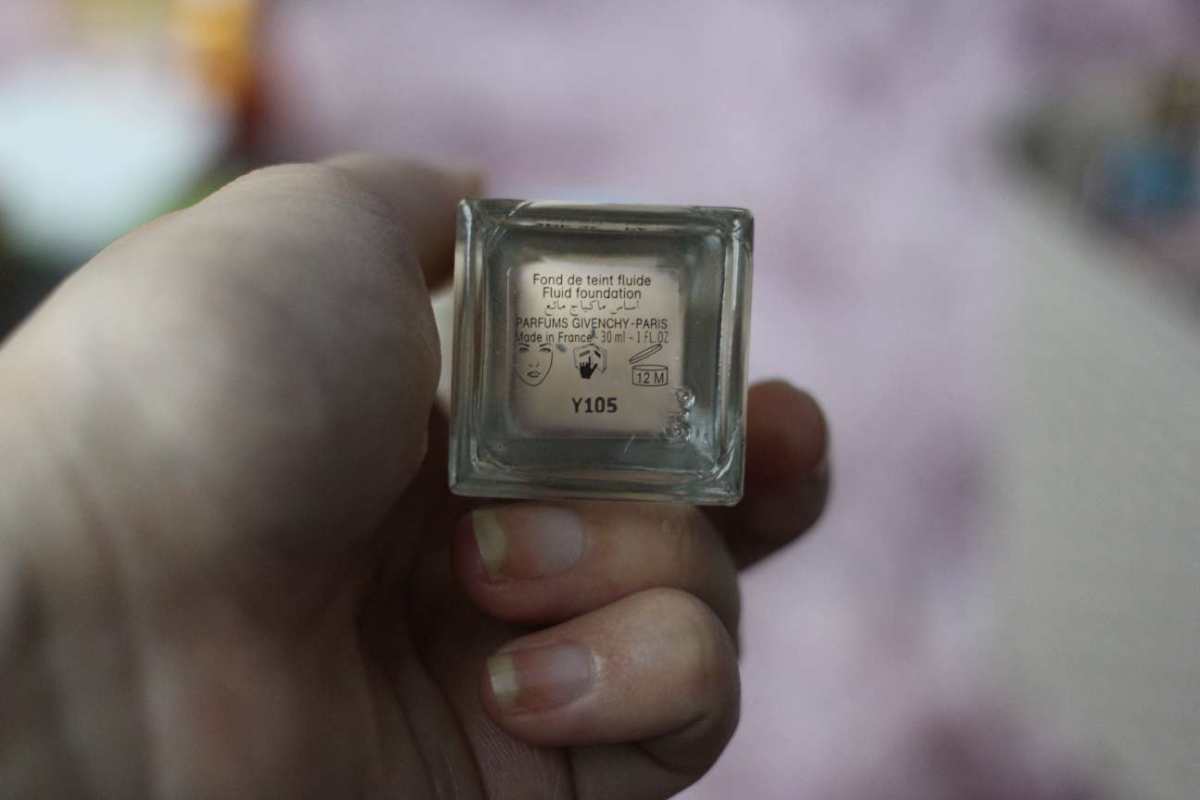 Fond de teint fluide
Fluid foundation
أساس ماكياج مائع
PARFUMS GIVENCHY-PARIS
Made in France - 30 ml - 1 FL.OZ
12 M
Y105